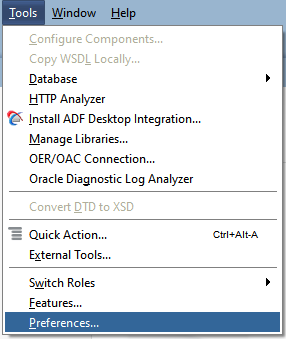 Tools Window Help
Configure Components...
Copy WSDL Locally...
Database
HTTP Analyzer
Install ADF Desktop Integration...
Manage Libraries...
OER/OAC Connection...
Oracle Diagnostic Log Analyzer
Convert DTD to XSD
Quick Action... Ctrl+Alt-A
External Tools...
Switch Roles
Features...
Preferences...